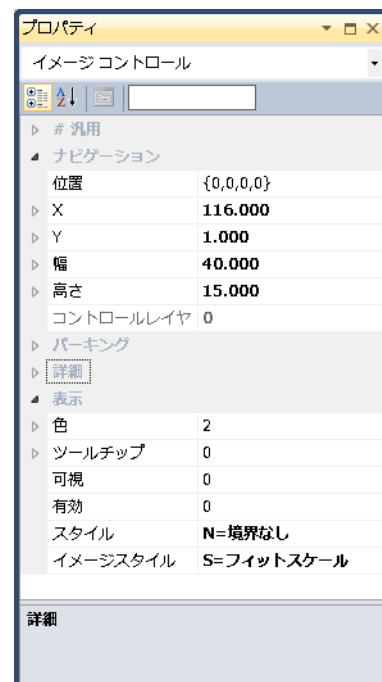 プロパティ
イメージ コントロール
# 汎用
ナビゲーション
位置 {0,0,0,0}
X 116.000
Y 1.000
幅 40.000
高さ 15.000
コントロールレイヤ 0
パーキング
詳細
表示
色 2
ツールチップ 0
可視 0
有効 0
スタイル N=境界なし
イメージスタイル S=フィットスケール
詳細